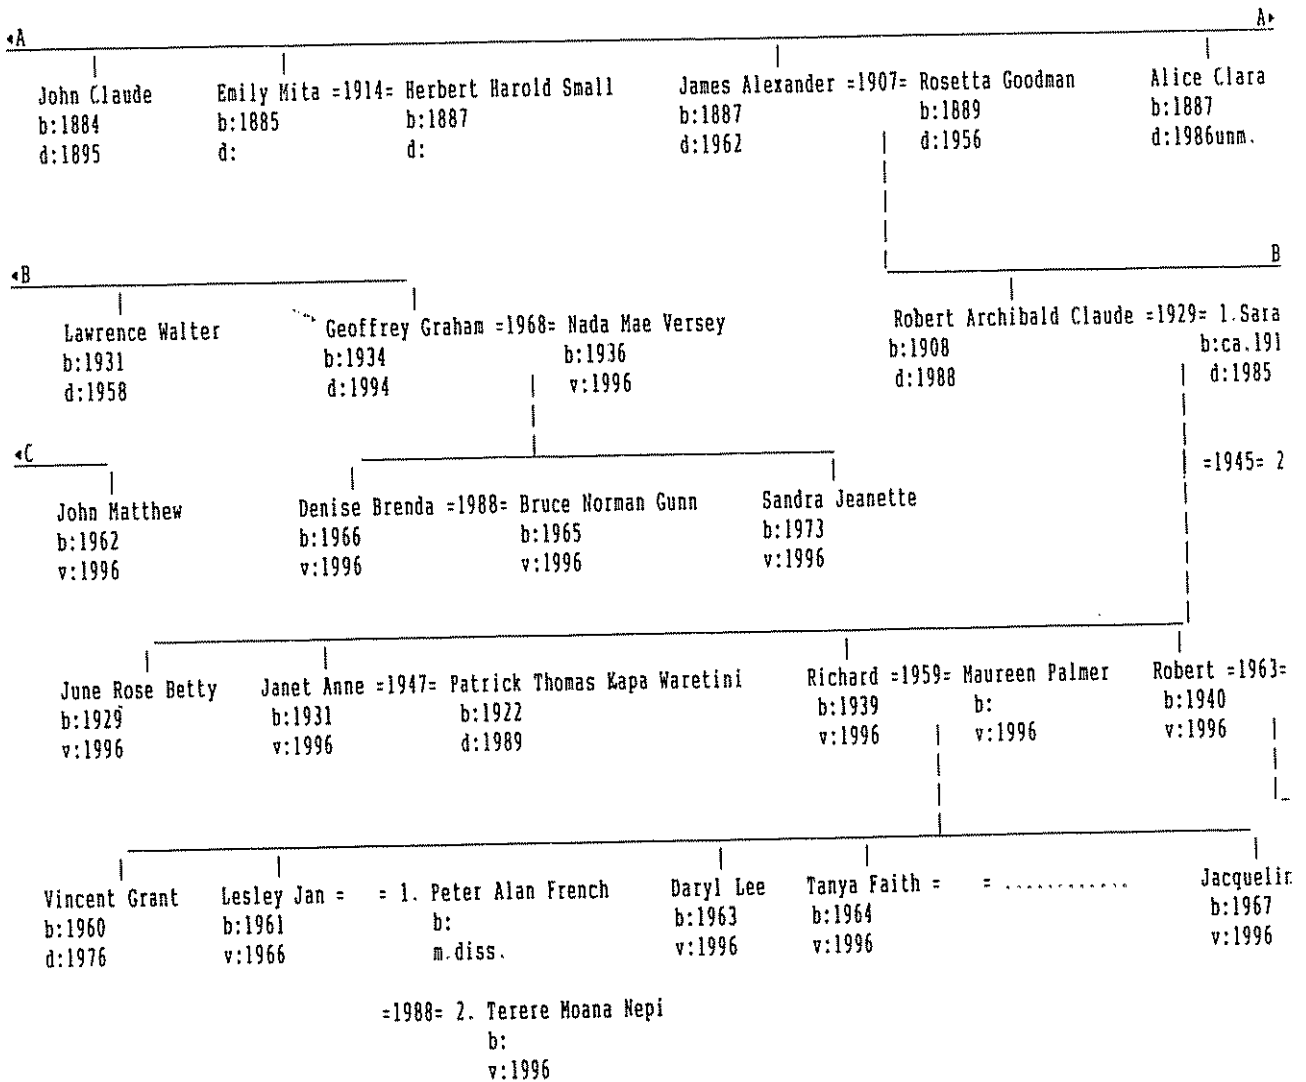 ◂A A▸
John Claude Emily Mita =1914= Herbert Harold Small James Alexander =1907= Rosetta Goodman Alice Clara
b:1884 b:1885 b:1887 b:1887 b:1889 b:1887
d:1895 d: d: d:1962 d:1956 d:1986unm.
◂B B
Lawrence Walter Geoffrey Graham =1968= Nada Mae Versey Robert Archibald Claude =1929= 1.Sara
b:1931 b:1934 b:1936 b:1908 b:ca.191
d:1958 d:1994 v:1996 d:1988 d:1985
◂C =1945= 2
John Matthew Denise Brenda =1988= Bruce Norman Gunn Sandra Jeanette
b:1962 b:1966 b:1965 b:1973
v:1996 v:1996 v:1996 v:1996
June Rose Betty Janet Anne =1947= Patrick Thomas Kapa Waretini Richard =1959= Maureen Palmer Robert =1963=
b:1929 b:1931 b:1922 b:1939 b: b:1940
v:1996 v:1996 d:1989 v:1996 v:1996 v:1996
Vincent Grant Lesley Jan = = 1. Peter Alan French Daryl Lee Tanya Faith = = ............ Jacquelin
b:1960 b:1961 b: b:1963 b:1964 b:1967
d:1976 v:1966 m.diss. v:1996 v:1996 v:1996
=1988= 2. Terere Moana Nepi
b:
v:1996